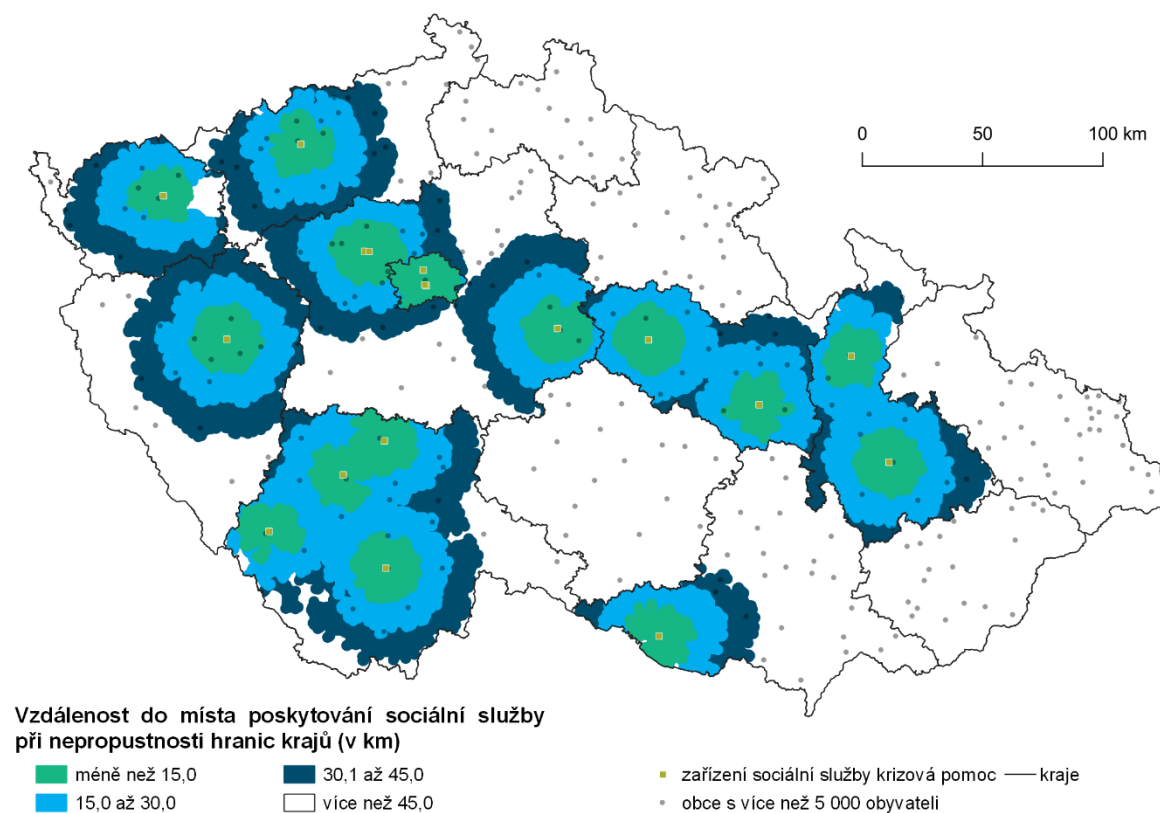 0 50 100 km
Vzdálenost do místa poskytování sociální služby
při nepropustnosti hranic krajů (v km)
méně než 15,0
15,0 až 30,0
30,1 až 45,0
více než 45,0
zařízení sociální služby krizová pomoc
kraje
obce s více než 5 000 obyvateli